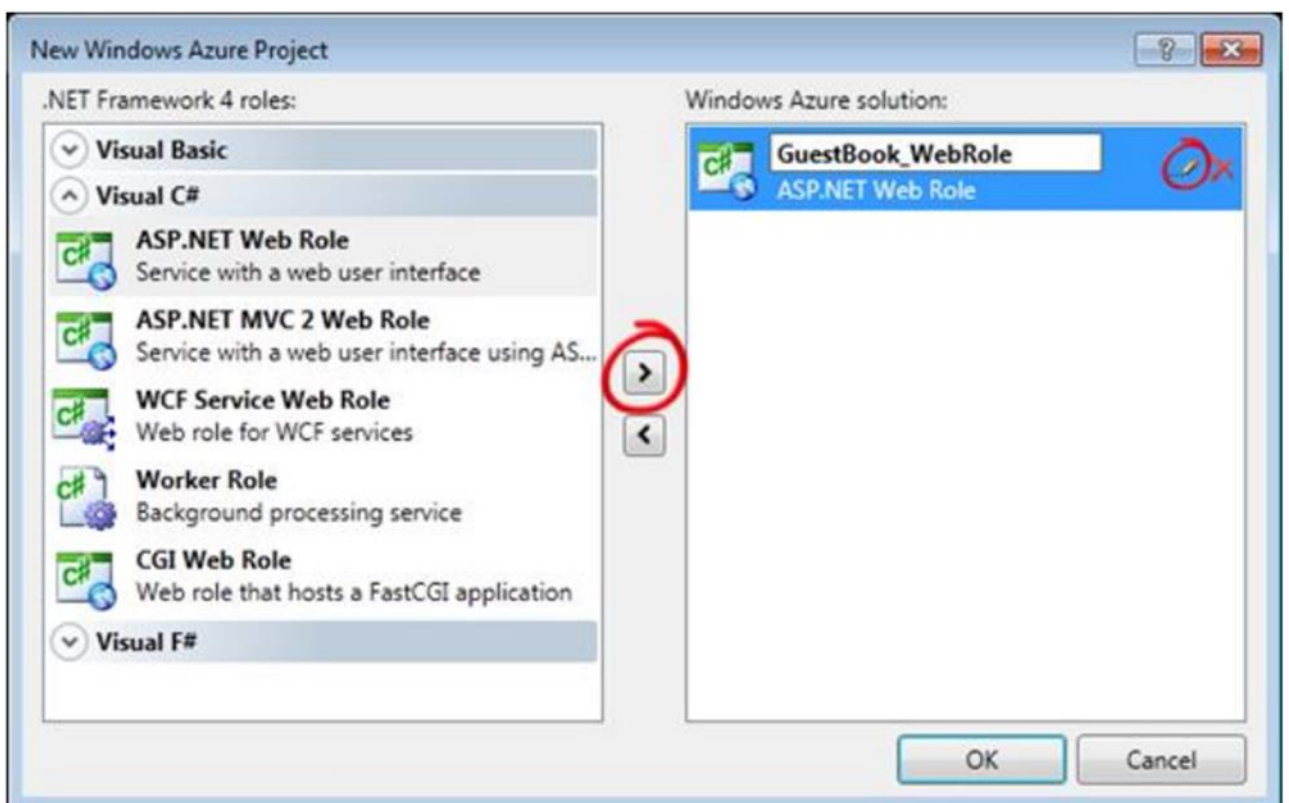 New Windows Azure Project
.NET Framework 4 roles:
Visual Basic
Visual C#
ASP.NET Web Role
Service with a web user interface
ASP.NET MVC 2 Web Role
Service with a web user interface using AS...
WCF Service Web Role
Web role for WCF services
Worker Role
Background processing service
CGI Web Role
Web role that hosts a FastCGI application
Visual F#
Windows Azure solution:
GuestBook_WebRole
ASP.NET Web Role
OK
Cancel